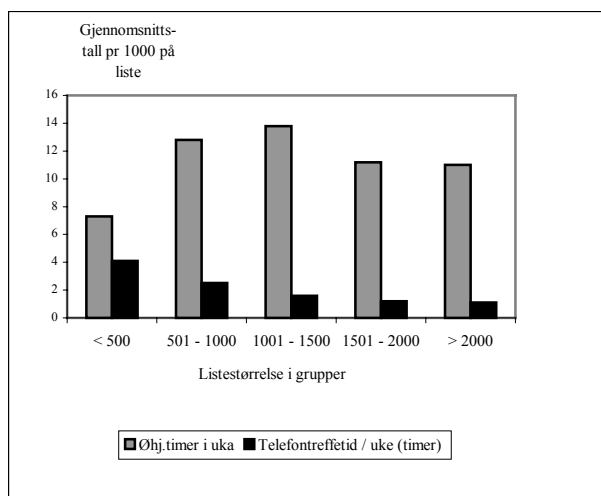 Gjennomsnitts-
tall pr 1000 på
liste
16
14
12
10
8
6
4
2
0
< 500 501 - 1000 1001 - 1500 1501 - 2000 > 2000
Listestørrelse i grupper
Øhj.timer i uka Telefontreffetid / uke (timer)